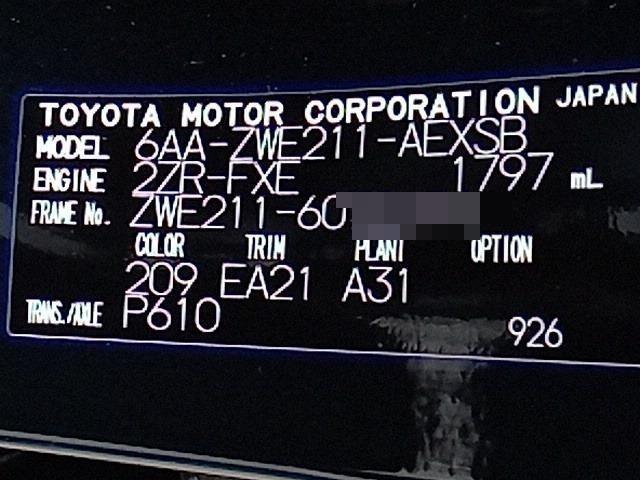 TOYOTA MOTOR CORPORATION JAPAN
MODEL 6AA-ZWE211-AEXSB
ENGINE 2ZR-FXE 1797 mL
FRAME No. ZWE211-60
COLOR TRIM PLANT OPTION
209 EA21 A31
TRANS./AXLE P610 926